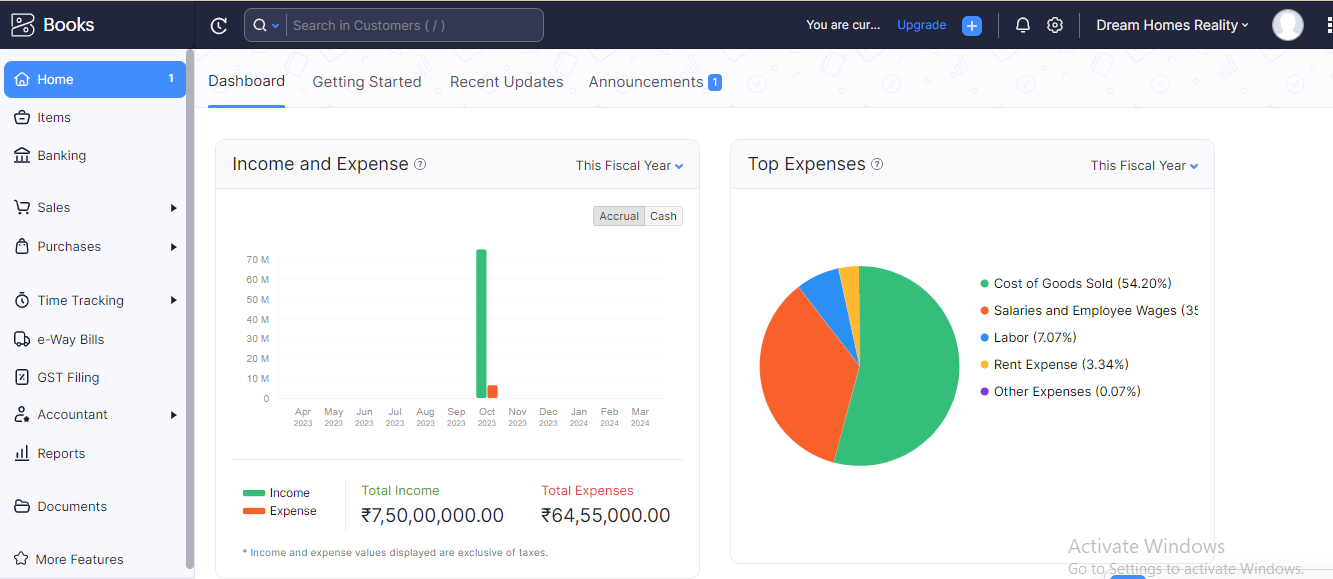 Books
Search in Customers ( / )
You are cur... Upgrade
Dream Homes Reality
Home 1
Items
Banking
Sales
Purchases
Time Tracking
e-Way Bills
GST Filing
Accountant
Reports
Documents
More Features
Dashboard Getting Started Recent Updates Announcements 1
Income and Expense ? This Fiscal Year
Accrual Cash
70 M
60 M
50 M
40 M
30 M
20 M
10 M
0
Apr May Jun Jul Aug Sep Oct Nov Dec Jan Feb Mar
2023 2023 2023 2023 2023 2023 2023 2023 2023 2024 2024 2024
Income
Expense
Total Income
₹7,50,00,000.00
Total Expenses
₹64,55,000.00
* Income and expense values displayed are exclusive of taxes.
Top Expenses ? This Fiscal Year
Cost of Goods Sold (54.20%)
Salaries and Employee Wages (35
Labor (7.07%)
Rent Expense (3.34%)
Other Expenses (0.07%)
Activate Windows
Go to Settings to activate Windows.